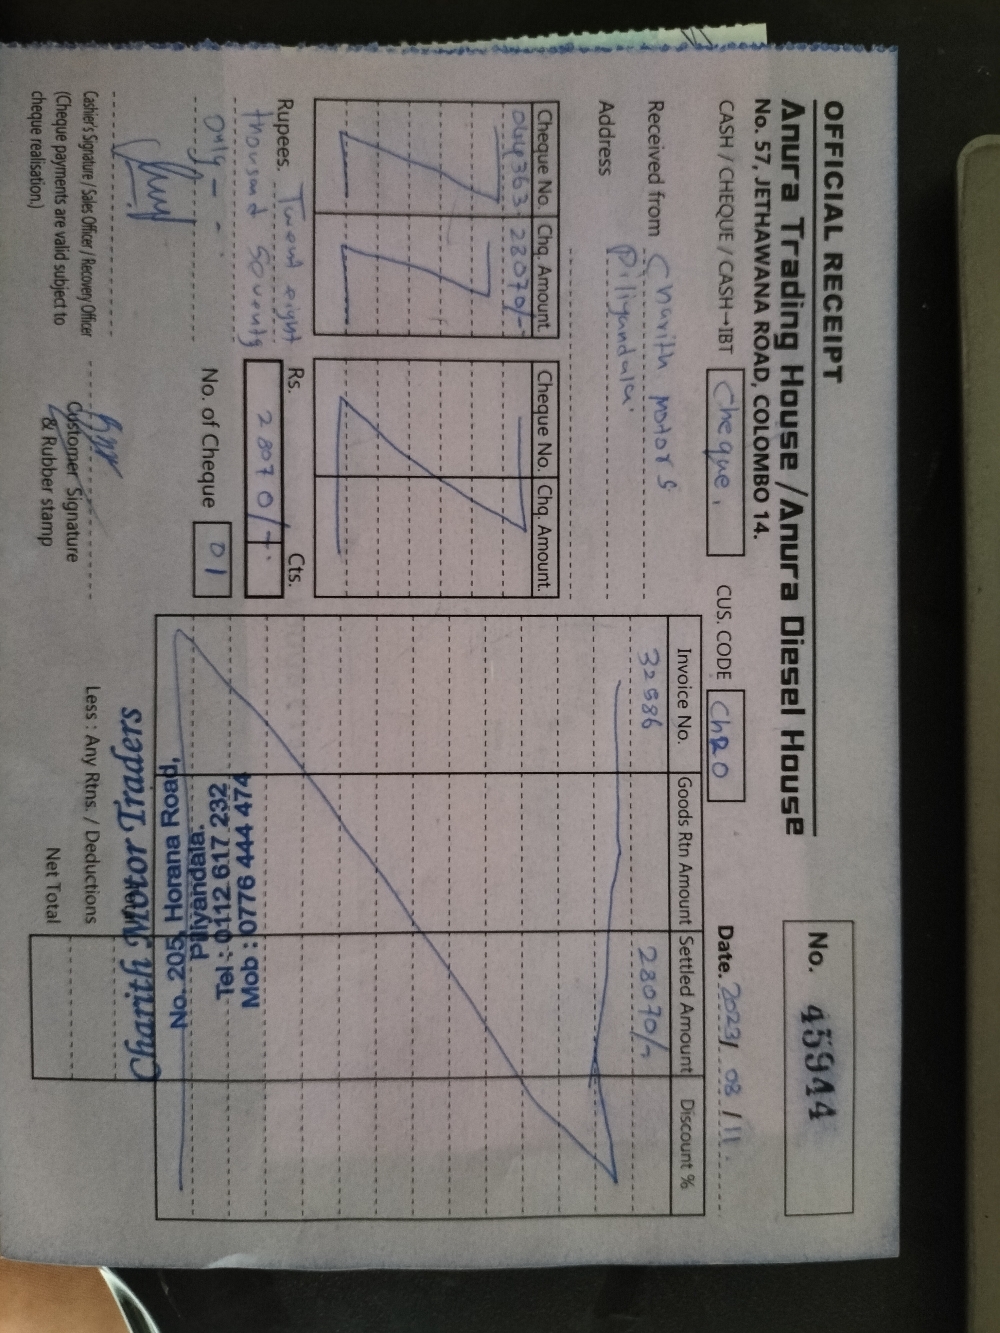 OFFICIAL RECEIPT
Anura Trading House / Anura Diesel House
No. 57, JETHAWANA ROAD, COLOMBO 14.
No. 45944
CASH / CHEQUE / CASH→IBT Cheque. CUS. CODE ChR0 Date. 2023/ 08 /11.
Received from Charith motors
Address Piliyandala.
Cheque No. Chq. Amount. Cheque No. Chq. Amount.
28070/-
Invoice No. Goods Rtn Amount Settled Amount Discount %
32586 28070/-
Rupees. Twent eight thousand Seventy only
Rs. Cts.
28070/-
No. of Cheque 01
Cashier's Signature / Sales Officer / Recovery Officer
(Cheque payments are valid subject to
cheque realisation.)
Customer Signature
& Rubber stamp
Less : Any Rtns. / Deductions
Net Total
Charith Motor Traders
No. 205, Horana Road,
Piliyandala.
Tel : 0112 617 232
Mob : 0776 444 474